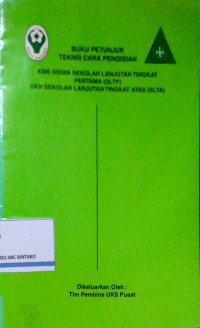 BUKU PETUNJUK
TEKNIS CARA PENGISIAN
KMS SISWA SEKOLAH LANJUTAN TINGKAT
PERTAMA (SLTP)
DAN SEKOLAH LANJUTAN TINGKAT ATAS (SLTA)
BINTARO
Dikeluarkan Oleh :
Tim Pembina UKS Pusat